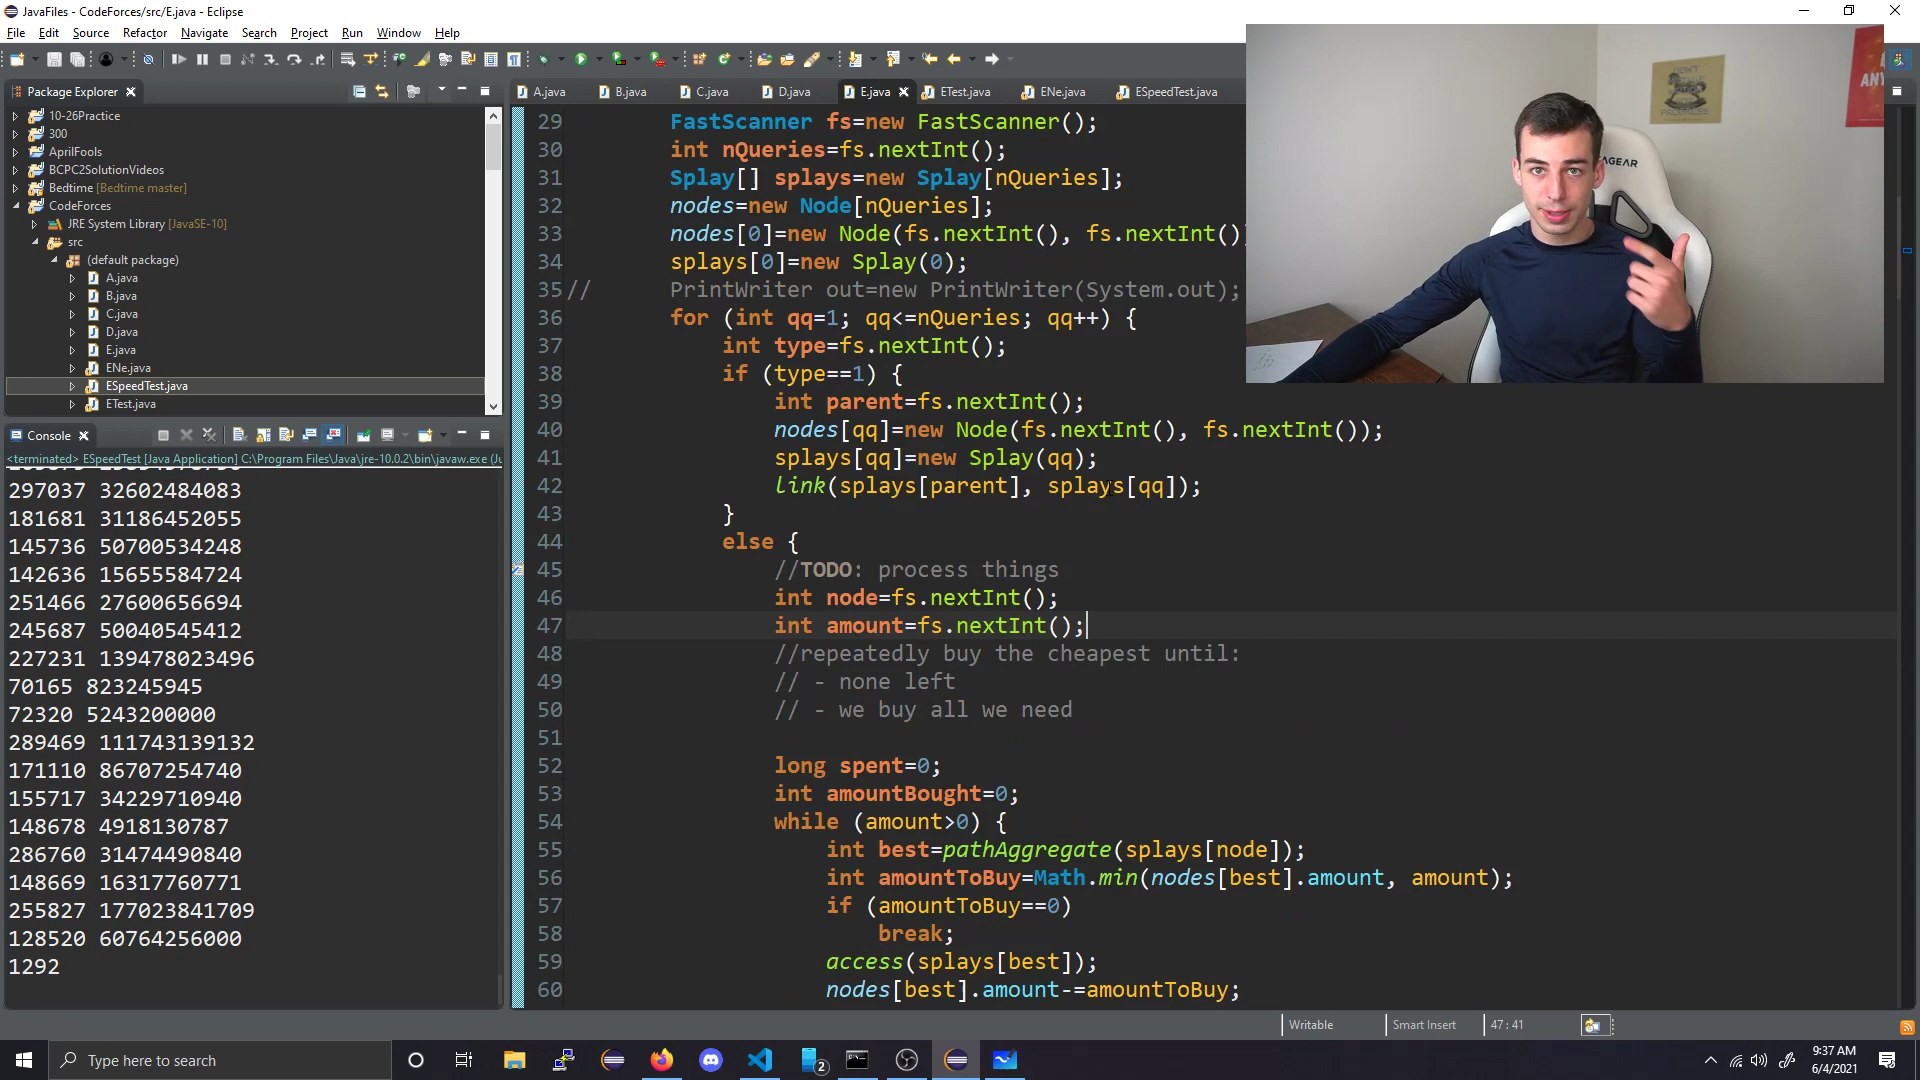 JavaFiles - CodeForces/src/E.java - Eclipse
File Edit Source Refactor Navigate Search Project Run Window Help
Package Explorer
10-26Practice
300
AprilFools
BCPC2SolutionVideos
Bedtime [Bedtime master]
CodeForces
JRE System Library [JavaSE-10]
src
(default package)
A.java
B.java
C.java
D.java
E.java
ENe.java
ESpeedTest.java
ETest.java
Console
<terminated> ESpeedTest [Java Application] C:\Program Files\Java\jre-10.0.2\bin\javaw.exe (Ju
297037 32602484083
181681 31186452055
145736 50700534248
142636 15655584724
251466 27600656694
245687 50040545412
227231 139478023496
70165 823245945
72320 5243200000
289469 111743139132
171110 86707254740
155717 34229710940
148678 4918130787
286760 31474490840
148669 16317760771
255827 177023841709
128520 60764256000
1292
A.java B.java C.java D.java E.java ETest.java ENe.java ESpeedTest.java
29 FastScanner fs=new FastScanner();
30 int nQueries=fs.nextInt();
31 Splay[] splays=new Splay[nQueries];
32 nodes=new Node[nQueries];
33 nodes[0]=new Node(fs.nextInt(), fs.nextInt()
34 splays[0]=new Splay(0);
35 // PrintWriter out=new PrintWriter(System.out);
36 for (int qq=1; qq<=nQueries; qq++) {
37 int type=fs.nextInt();
38 if (type==1) {
39 int parent=fs.nextInt();
40 nodes[qq]=new Node(fs.nextInt(), fs.nextInt());
41 splays[qq]=new Splay(qq);
42 link(splays[parent], splays[qq]);
43 }
44 else {
45 //TODO: process things
46 int node=fs.nextInt();
47 int amount=fs.nextInt();
48 //repeatedly buy the cheapest until:
49 // - none left
50 // - we buy all we need
51
52 long spent=0;
53 int amountBought=0;
54 while (amount>0) {
55 int best=pathAggregate(splays[node]);
56 int amountToBuy=Math.min(nodes[best].amount, amount);
57 if (amountToBuy==0)
58 break;
59 access(splays[best]);
60 nodes[best].amount-=amountToBuy;
Writable Smart Insert 47 : 41
Type here to search
2
9:37 AM
6/4/2021